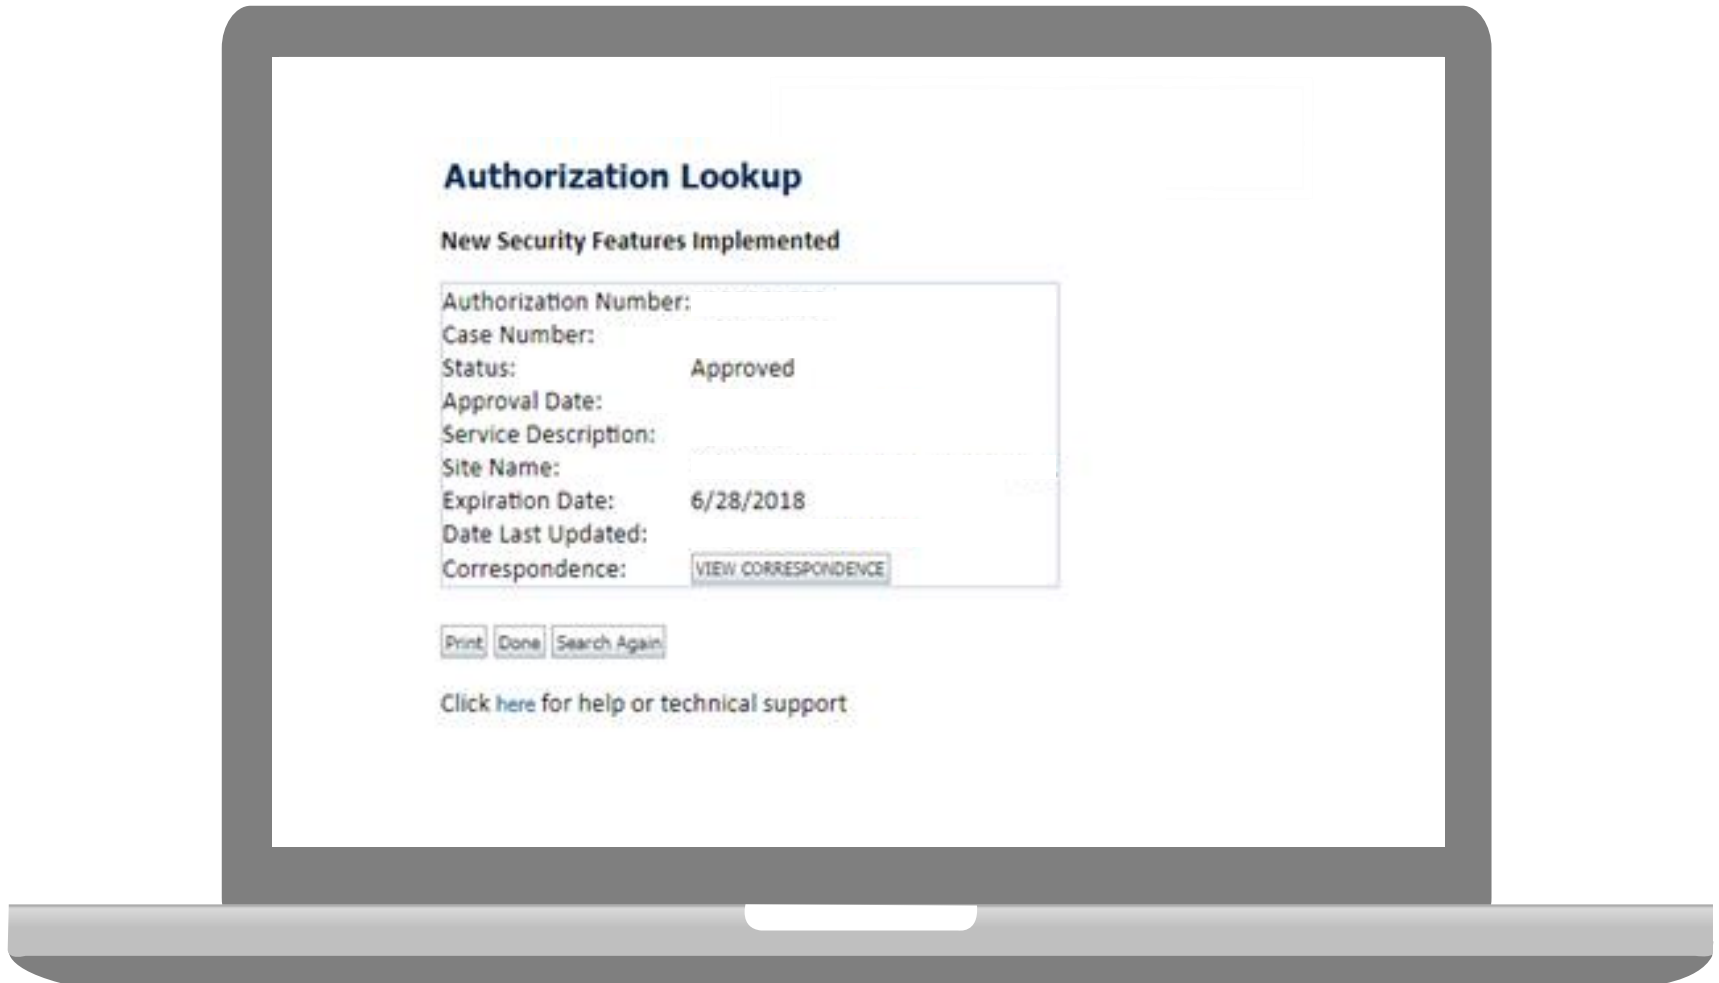 Authorization Lookup
New Security Features Implemented
Authorization Number:
Case Number:
Status: Approved
Approval Date:
Service Description:
Site Name:
Expiration Date: 6/28/2018
Date Last Updated:
Correspondence: VIEW CORRESPONDENCE
Print Done Search Again
Click here for help or technical support